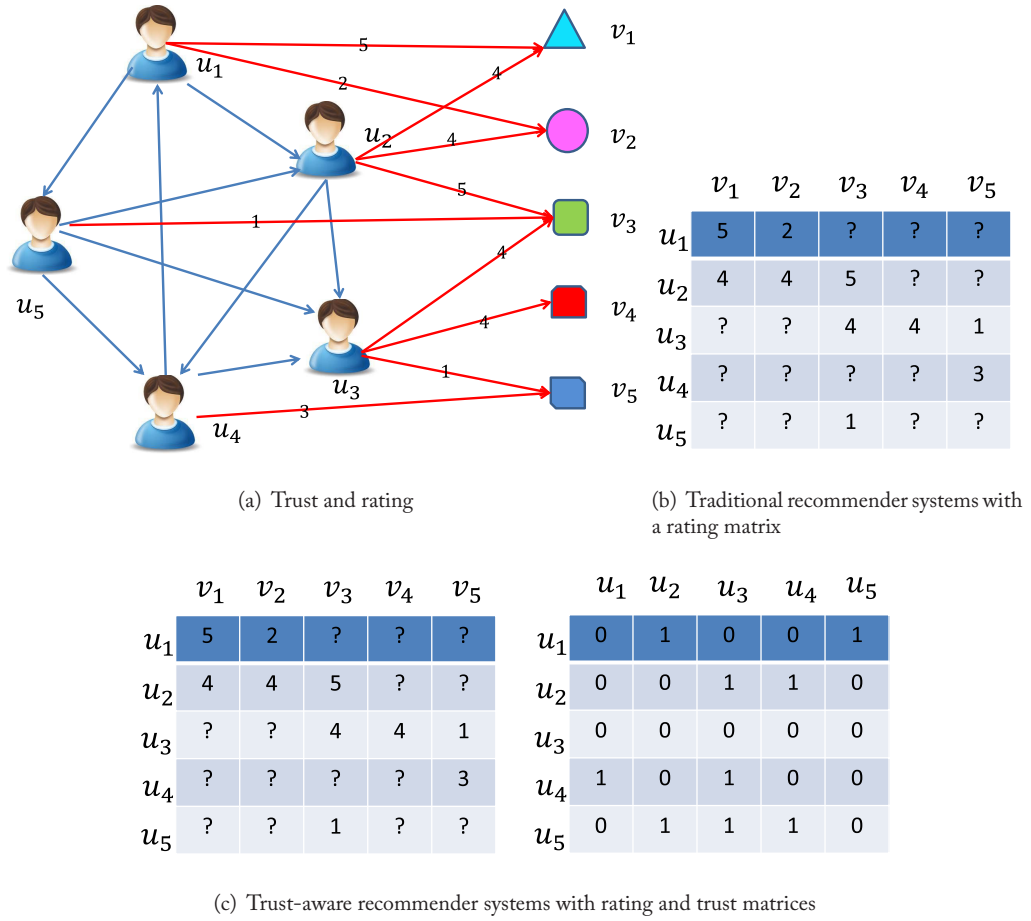 5
v1
u1
4
2
u2
4
v2
5
1
v3
4
u5
v4
4
u3
1
v5
3
u4
v1 v2 v3 v4 v5
u1 5 2 ? ? ?
u2 4 4 5 ? ?
u3 ? ? 4 4 1
u4 ? ? ? ? 3
u5 ? ? 1 ? ?
(a) Trust and rating
(b) Traditional recommender systems with
a rating matrix
v1 v2 v3 v4 v5
u1 5 2 ? ? ?
u2 4 4 5 ? ?
u3 ? ? 4 4 1
u4 ? ? ? ? 3
u5 ? ? 1 ? ?
u1 u2 u3 u4 u5
u1 0 1 0 0 1
u2 0 0 1 1 0
u3 0 0 0 0 0
u4 1 0 1 0 0
u5 0 1 1 1 0
(c) Trust-aware recommender systems with rating and trust matrices